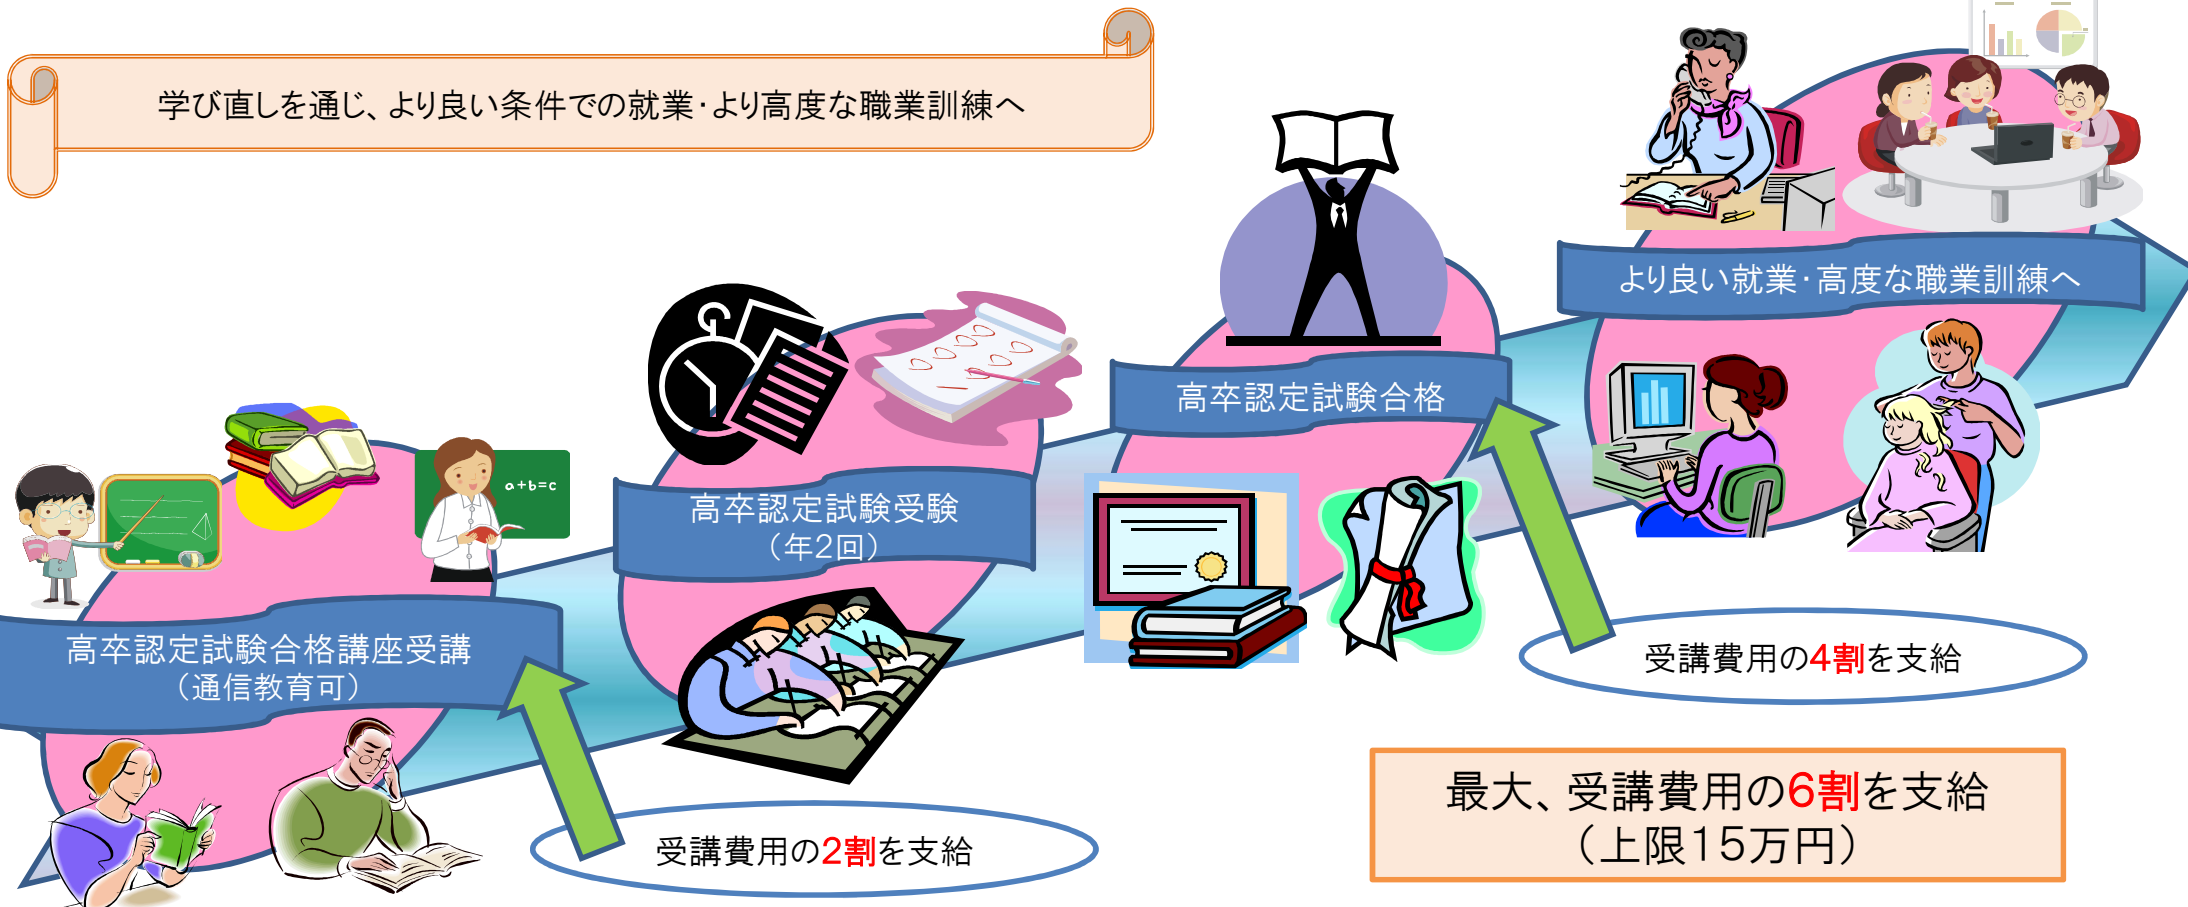 学び直しを通じ、より良い条件での就業・より高度な職業訓練へ
より良い就業・高度な職業訓練へ
高卒認定試験合格
高卒認定試験受験
（年2回）
a+b=c
高卒認定試験合格講座受講
（通信教育可）
受講費用の4割を支給
受講費用の2割を支給
最大、受講費用の6割を支給
（上限15万円）